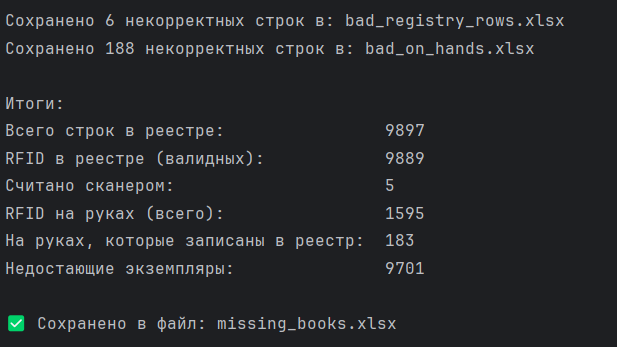 Сохранено 6 некорректных строк в: bad_registry_rows.xlsx
Сохранено 188 некорректных строк в: bad_on_hands.xlsx
Итоги:
Всего строк в реестре: 9897
RFID в реестре (валидных): 9889
Считано сканером: 5
RFID на руках (всего): 1595
На руках, которые записаны в реестр: 183
Недостающие экземпляры: 9701
✅ Сохранено в файл: missing_books.xlsx